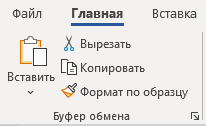 Файл Главная Вставка
Вырезать
Копировать
Вставить
Формат по образцу
Буфер обмена